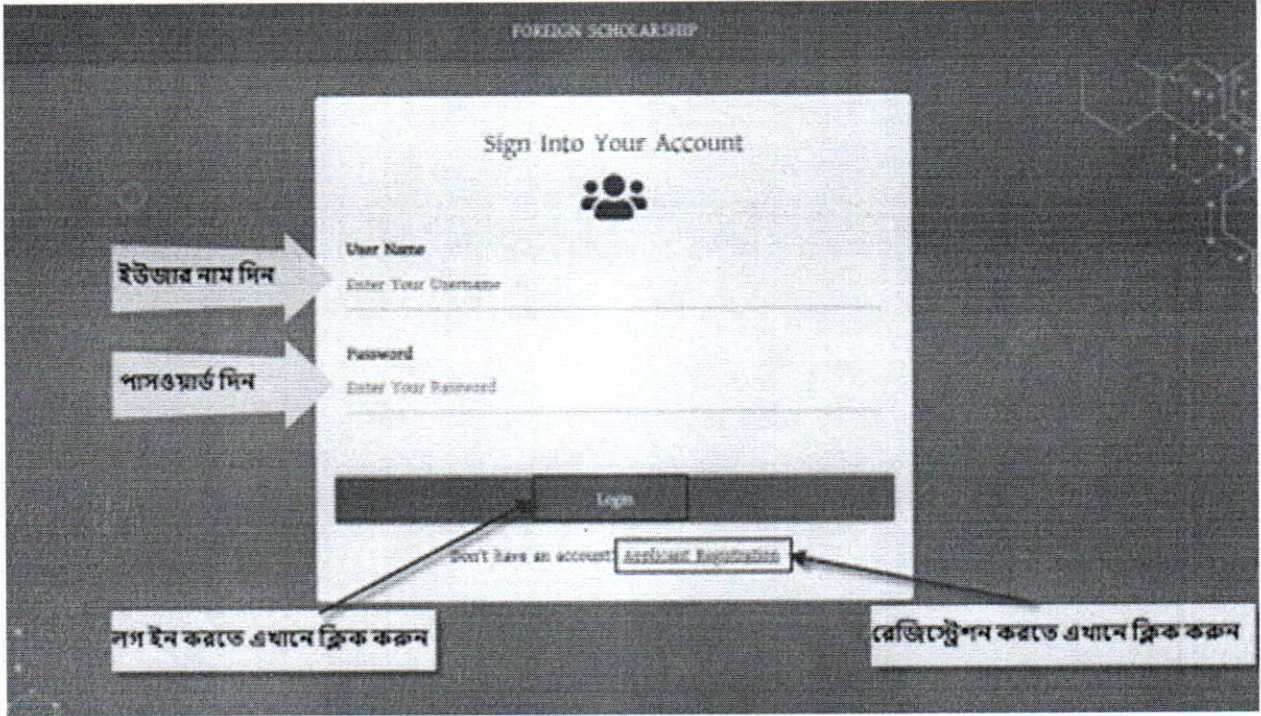 FOREIGN SCHOLARSHIP
Sign Into Your Account
User Name
ইউজার নাম দিন
Enter Your Username
Password
পাসওয়ার্ড দিন
Enter Your Password
Login
Don't have an account? Applicant Registration
লগ ইন করতে এখানে ক্লিক করুন
রেজিস্ট্রেশন করতে এখানে ক্লিক করুন